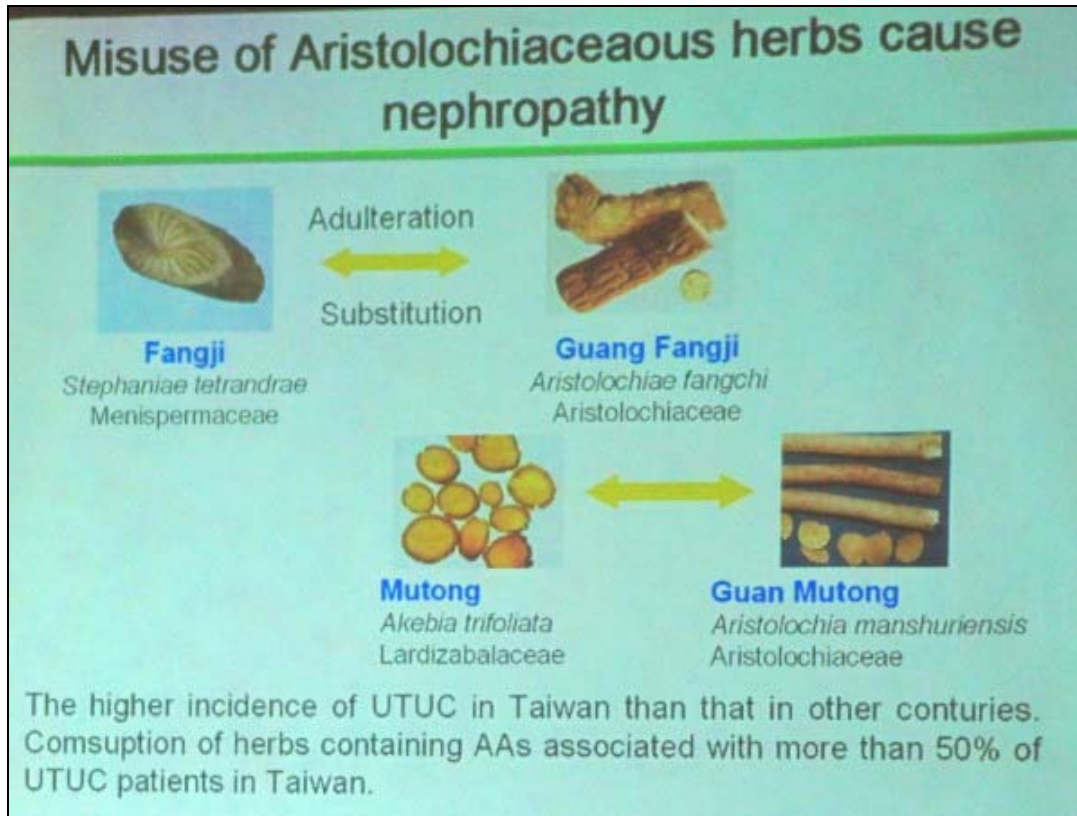 Misuse of Aristolochiaceaous herbs cause
nephropathy
Adulteration
Substitution
Fangji
Stephaniae tetrandrae
Menispermaceae
Guang Fangji
Aristolochiae fangchi
Aristolochiaceae
Mutong
Akebia trifoliata
Lardizabalaceae
Guan Mutong
Aristolochia manshuriensis
Aristolochiaceae
The higher incidence of UTUC in Taiwan than that in other conturies.
Comsuption of herbs containing AAs associated with more than 50% of
UTUC patients in Taiwan.